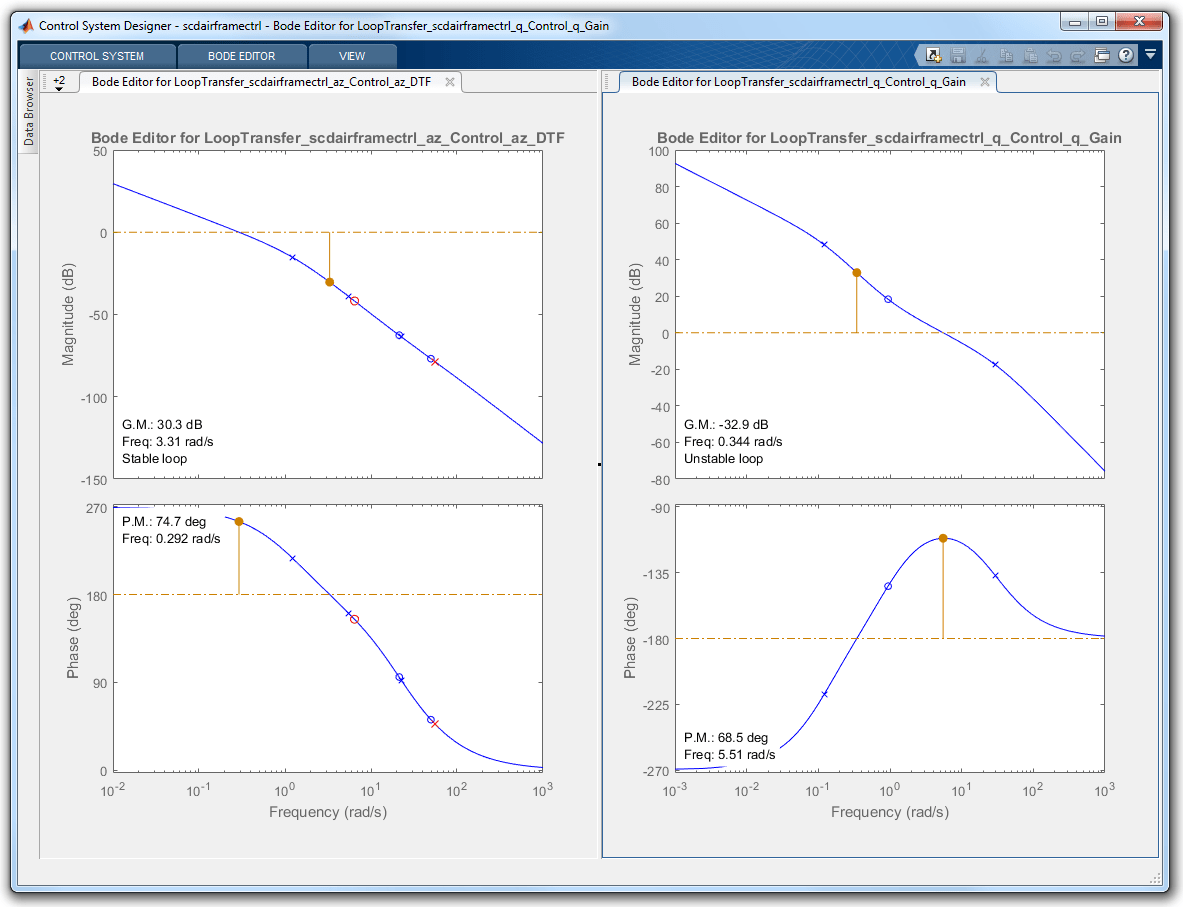 Control System Designer - scdairframectrl - Bode Editor for LoopTransfer_scdairframectrl_q_Control_q_Gain
CONTROL SYSTEM
BODE EDITOR
VIEW
Data Browser
+2
Bode Editor for LoopTransfer_scdairframectrl_az_Control_az_DTF
Bode Editor for LoopTransfer_scdairframectrl_q_Control_q_Gain
Bode Editor for LoopTransfer_scdairframectrl_az_Control_az_DTF
50
0
-50
-100
-150
Magnitude (dB)
G.M.: 30.3 dB
Freq: 3.31 rad/s
Stable loop
270
180
90
0
Phase (deg)
P.M.: 74.7 deg
Freq: 0.292 rad/s
10^-2 10^-1 10^0 10^1 10^2 10^3
Frequency (rad/s)
Bode Editor for LoopTransfer_scdairframectrl_q_Control_q_Gain
100
80
60
40
20
0
-20
-40
-60
-80
Magnitude (dB)
G.M.: -32.9 dB
Freq: 0.344 rad/s
Unstable loop
-90
-135
-180
-225
-270
Phase (deg)
P.M.: 68.5 deg
Freq: 5.51 rad/s
10^-3 10^-2 10^-1 10^0 10^1 10^2 10^3
Frequency (rad/s)